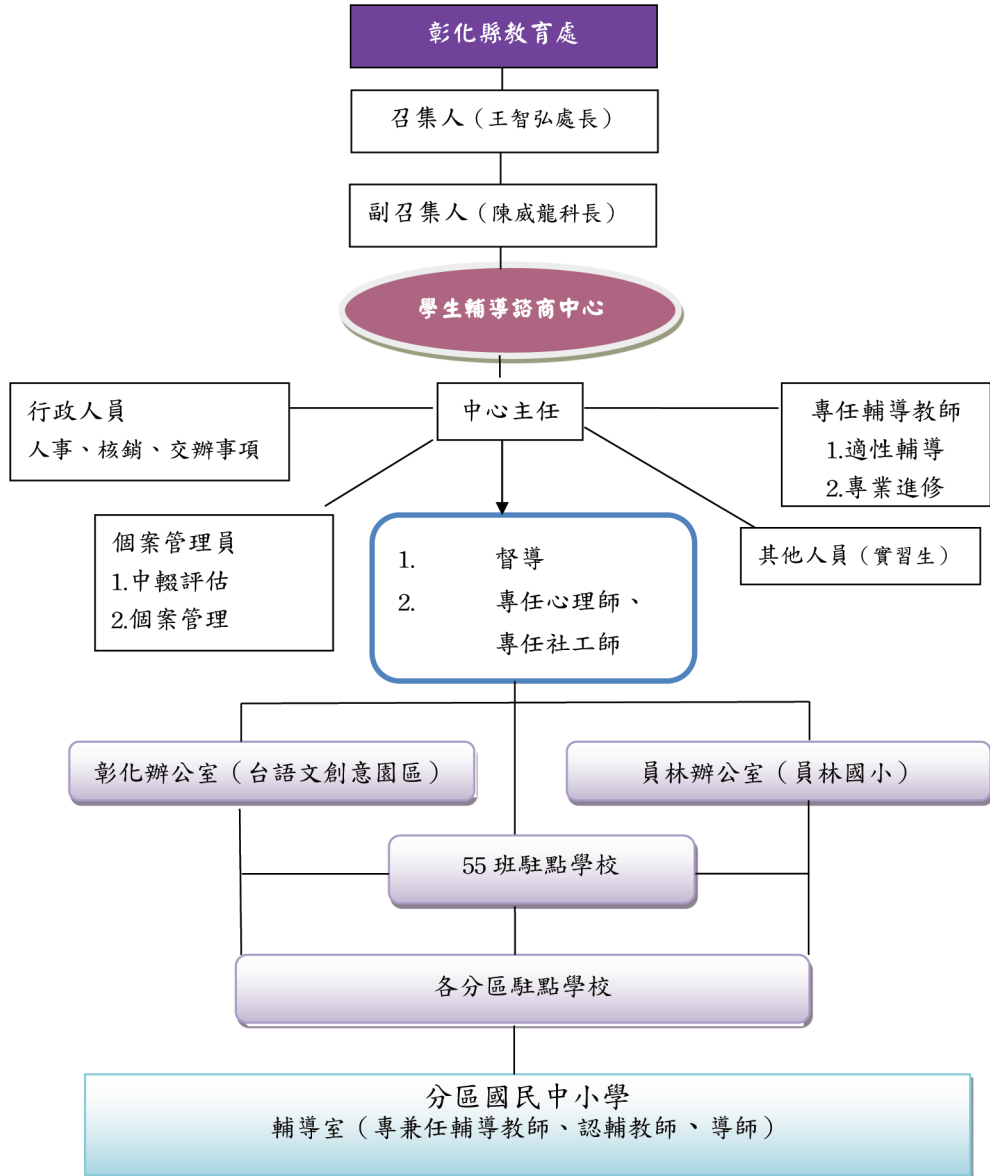 彰化縣教育處
召集人（王智弘處長）
副召集人（陳威龍科長）
學生輔導諮商中心
行政人員
人事、核銷、交辦事項
中心主任
專任輔導教師
1.適性輔導
2.專業進修
個案管理員
1.中輟評估
2.個案管理
1. 督導
2. 專任心理師、
專任社工師
其他人員（實習生）
彰化辦公室（台語文創意園區）
員林辦公室（員林國小）
55 班駐點學校
各分區駐點學校
分區國民中小學
輔導室（專兼任輔導教師、認輔教師、導師）